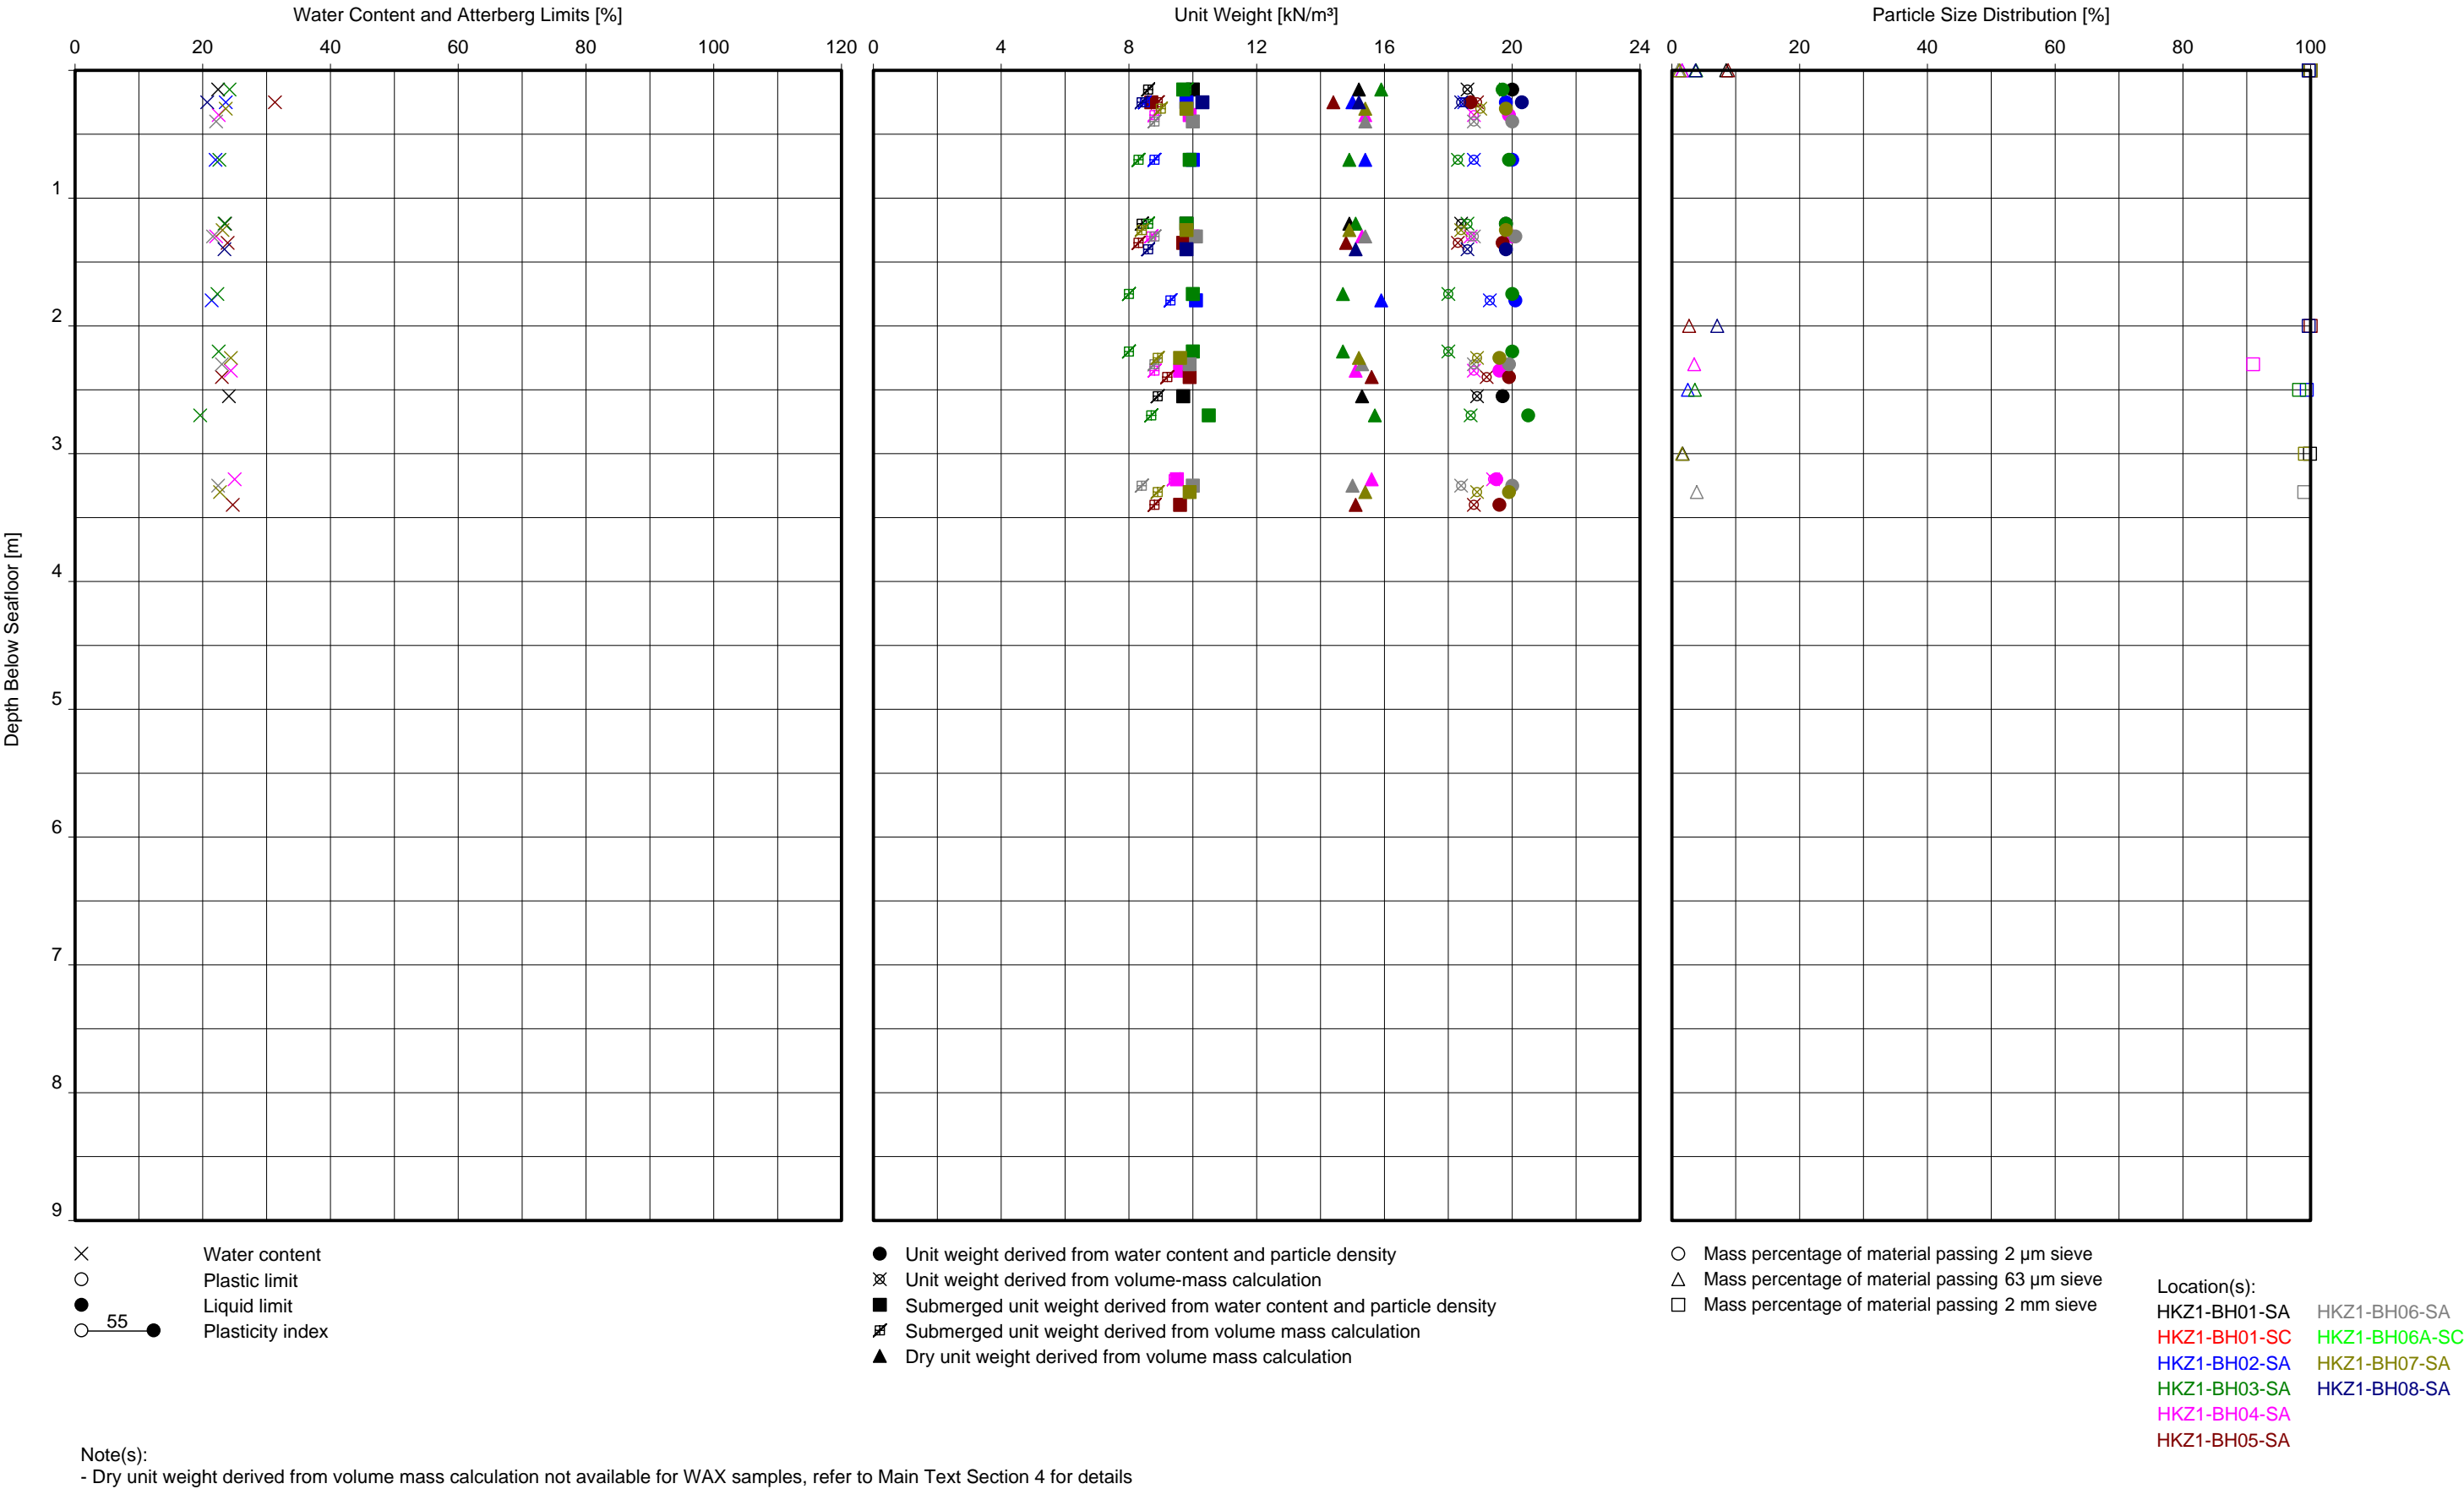 Water Content and Atterberg Limits [%]
Unit Weight [kN/m³]
Particle Size Distribution [%]
0 20 40 60 80 100 120
0 4 8 12 16 20 24
0 20 40 60 80 100
Depth Below Seafloor [m]
1
2
3
4
5
6
7
8
9
Water content
Plastic limit
Liquid limit
55 Plasticity index
Unit weight derived from water content and particle density
Unit weight derived from volume-mass calculation
Submerged unit weight derived from water content and particle density
Submerged unit weight derived from volume mass calculation
Dry unit weight derived from volume mass calculation
Mass percentage of material passing 2 µm sieve
Mass percentage of material passing 63 µm sieve
Mass percentage of material passing 2 mm sieve
Location(s):
HKZ1-BH01-SA
HKZ1-BH01-SC
HKZ1-BH02-SA
HKZ1-BH03-SA
HKZ1-BH04-SA
HKZ1-BH05-SA
HKZ1-BH06-SA
HKZ1-BH06A-SC
HKZ1-BH07-SA
HKZ1-BH08-SA
Note(s):
- Dry unit weight derived from volume mass calculation not available for WAX samples, refer to Main Text Section 4 for details